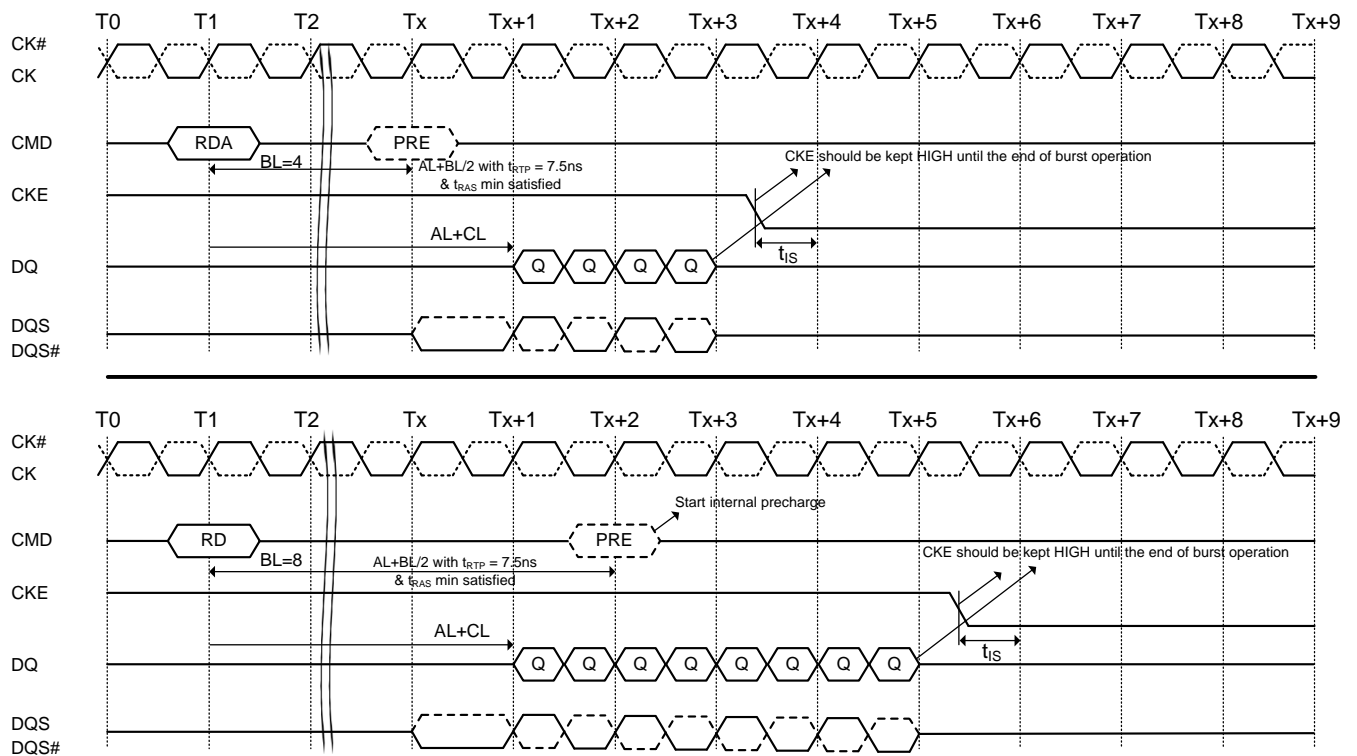 T0 T1 T2 Tx Tx+1 Tx+2 Tx+3 Tx+4 Tx+5 Tx+6 Tx+7 Tx+8 Tx+9
CK#
CK
CMD RDA PRE
BL=4 AL+BL/2 with tRTP = 7.5ns
& tRAS min satisfied
CKE should be kept HIGH until the end of burst operation
CKE
AL+CL
tIS
DQ Q Q Q Q
DQS
DQS#
T0 T1 T2 Tx Tx+1 Tx+2 Tx+3 Tx+4 Tx+5 Tx+6 Tx+7 Tx+8 Tx+9
CK#
CK
Start internal precharge
CMD RD PRE
CKE should be kept HIGH until the end of burst operation
BL=8 AL+BL/2 with tRTP = 7.5ns
& tRAS min satisfied
CKE
AL+CL
tIS
DQ Q Q Q Q Q Q Q Q
DQS
DQS#